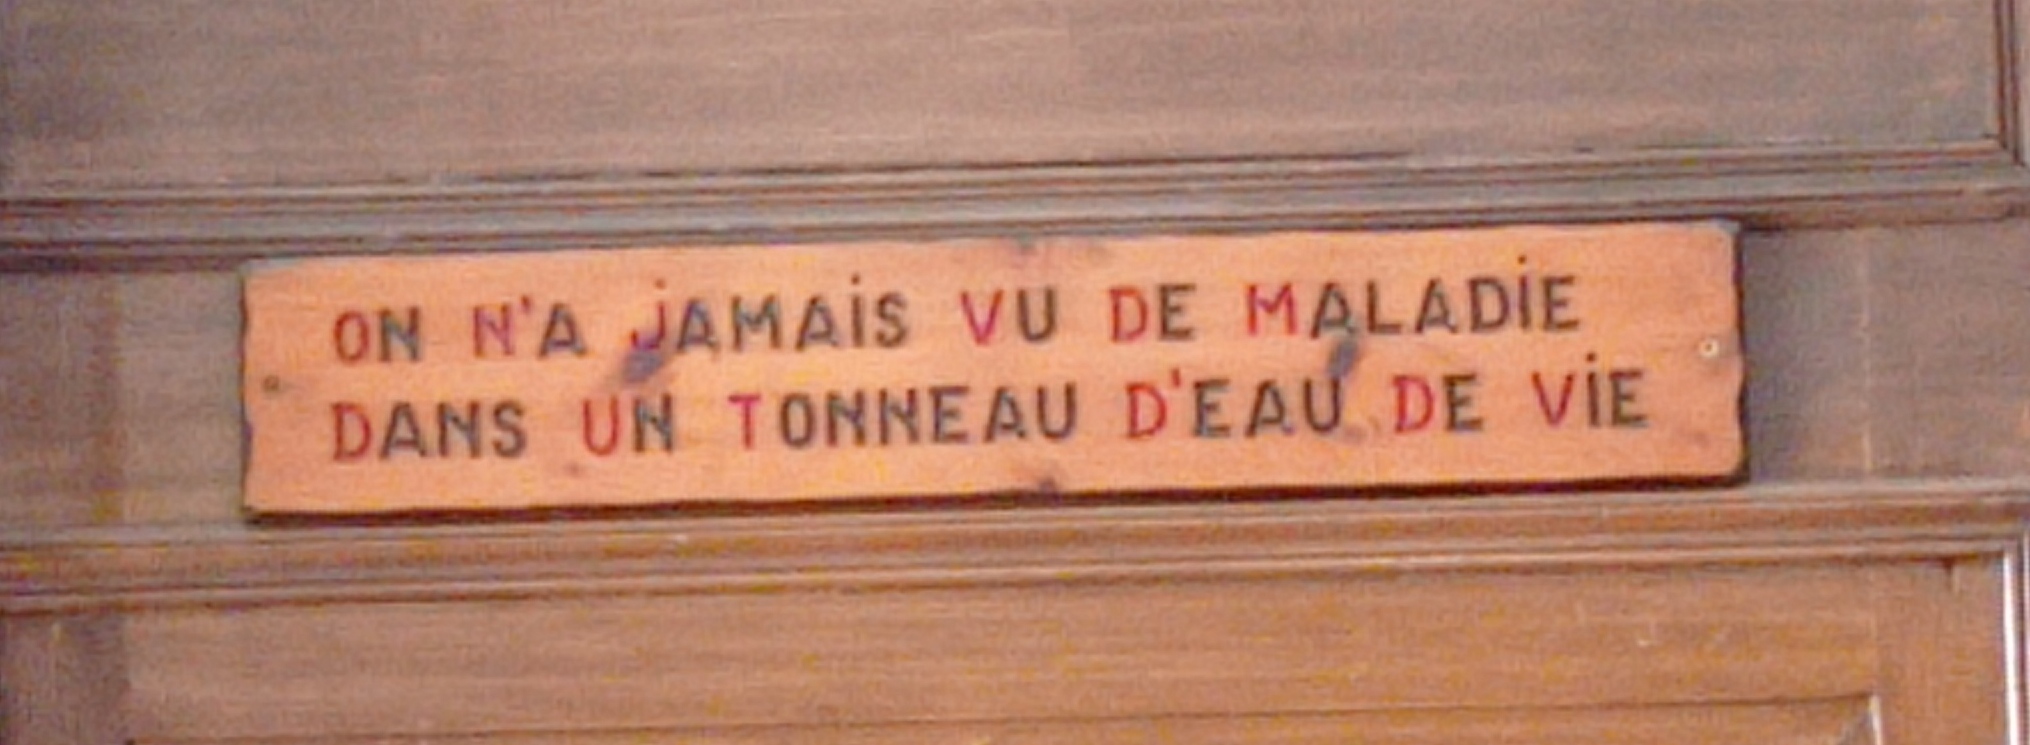 ON N'A jAMAiS VU DE MALADiE
DANS UN TONNEAU D'EAU DE ViE